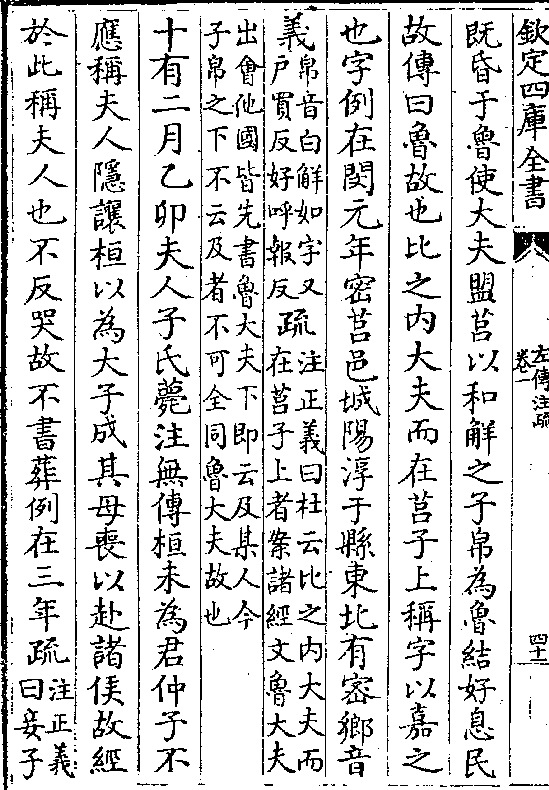 欽定四庫全書
左傳注疏
卷一
四十二
既昏于魯使大夫盟莒以和解之子帛為魯結好息民
故傳曰魯故也比之内大夫而在莒子上稱字以嘉之
也字例在閔元年密莒邑城陽淳于縣東北有密鄉音
義帛音白解如字又
户買反好呼報反疏注正義曰杜云比之内大夫而
在莒子上者案諸經文魯大夫
出會他國皆先書魯大夫下即云及某人今
子帛之下不云及者不可全同魯大夫故也
十有二月乙卯夫人子氏薨注無傳桓未為君仲子不
應稱夫人隱讓桓以為大子成其母喪以赴諸侯故經
於此稱夫人也不反哭故不書葬例在三年疏注正義
曰妾子